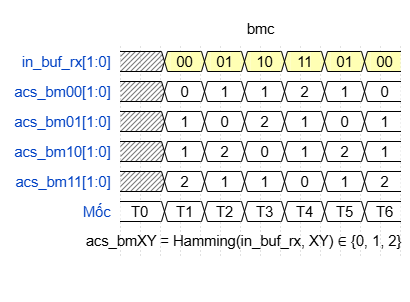 bmc
in_buf_rx[1:0] 00 01 10 11 01 00
acs_bm00[1:0] 0 1 1 2 1 0
acs_bm01[1:0] 1 0 2 1 0 1
acs_bm10[1:0] 1 2 0 1 2 1
acs_bm11[1:0] 2 1 1 0 1 2
Mốc T0 T1 T2 T3 T4 T5 T6
acs_bmXY = Hamming(in_buf_rx, XY) ∈ {0, 1, 2}